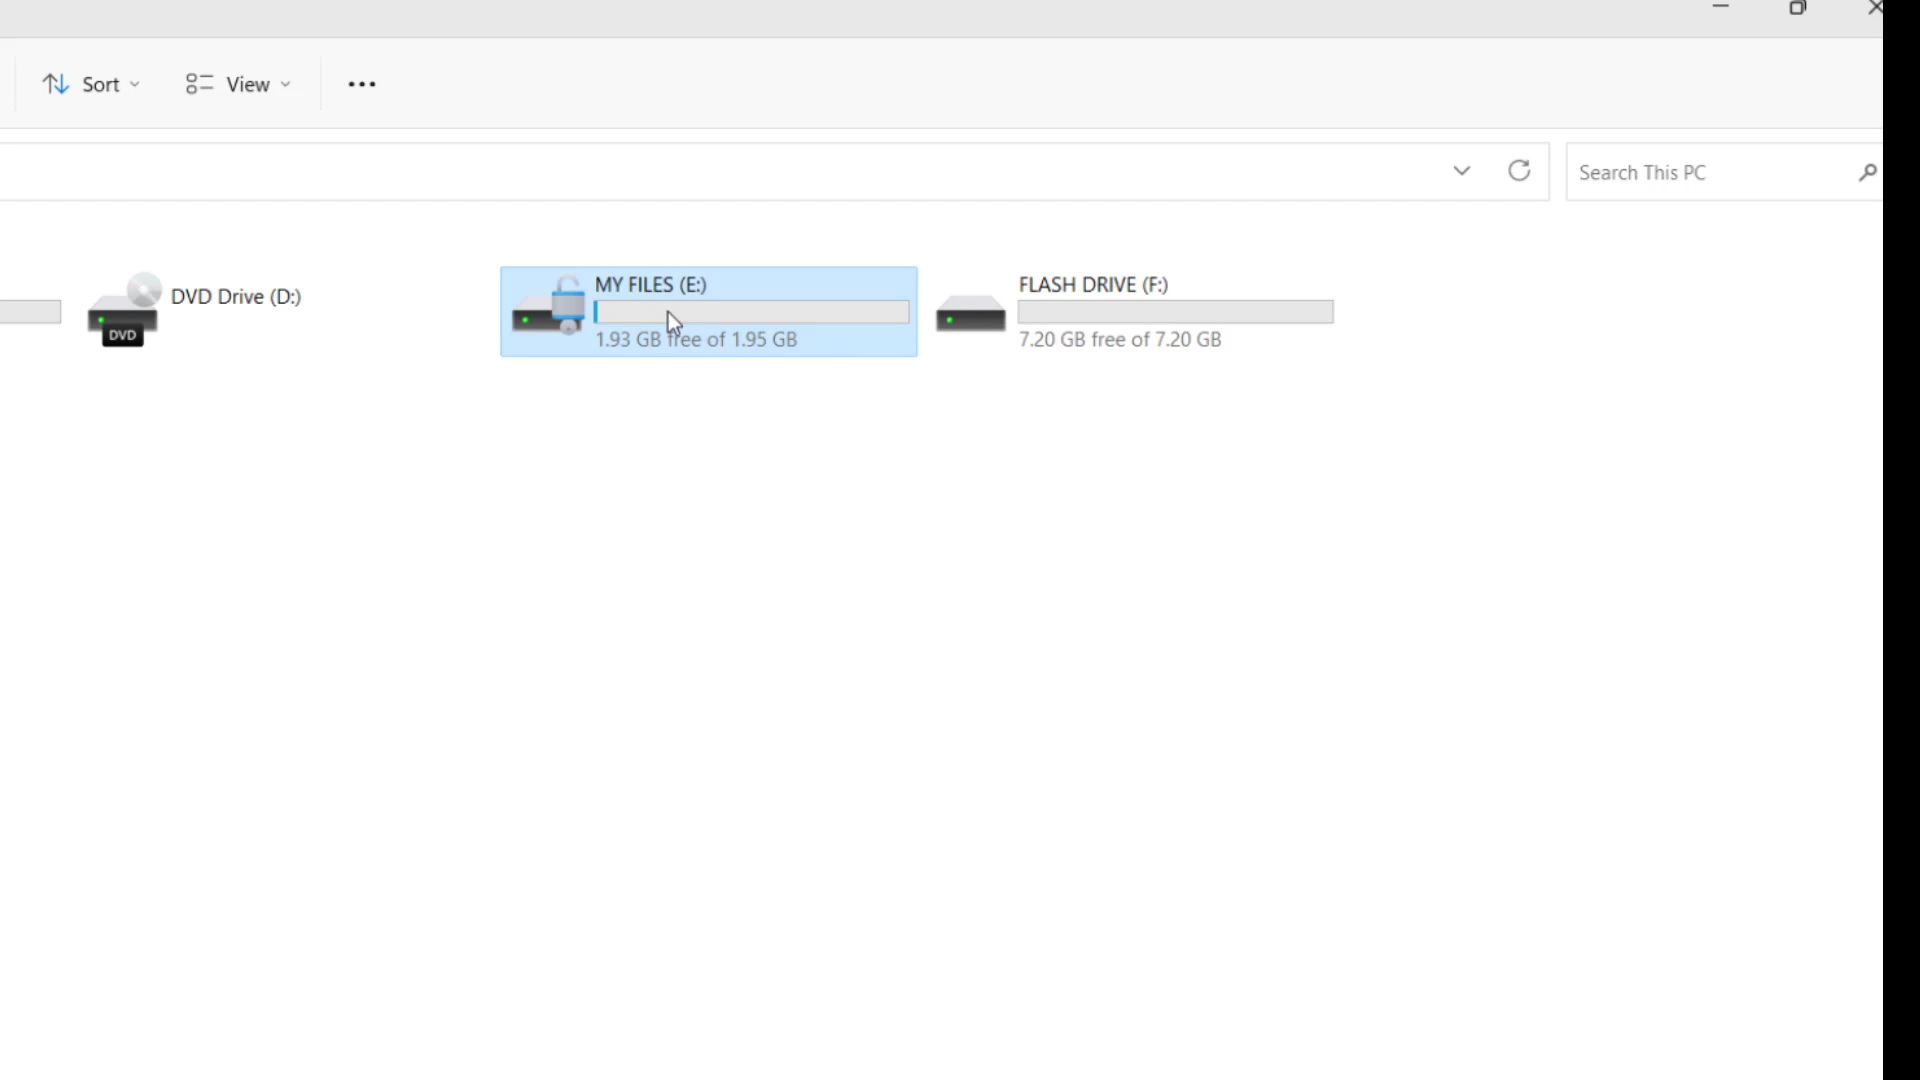 Sort
View
Search This PC
DVD Drive (D:)
DVD
MY FILES (E:)
1.93 GB free of 1.95 GB
FLASH DRIVE (F:)
7.20 GB free of 7.20 GB